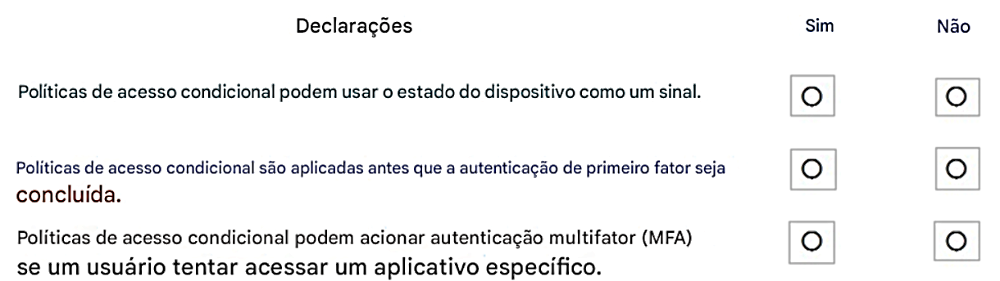 Declarações Sim Não
Políticas de acesso condicional podem usar o estado do dispositivo como um sinal.
Políticas de acesso condicional são aplicadas antes que a autenticação de primeiro fator seja
concluída.
Políticas de acesso condicional podem acionar autenticação multifator (MFA)
se um usuário tentar acessar um aplicativo específico.